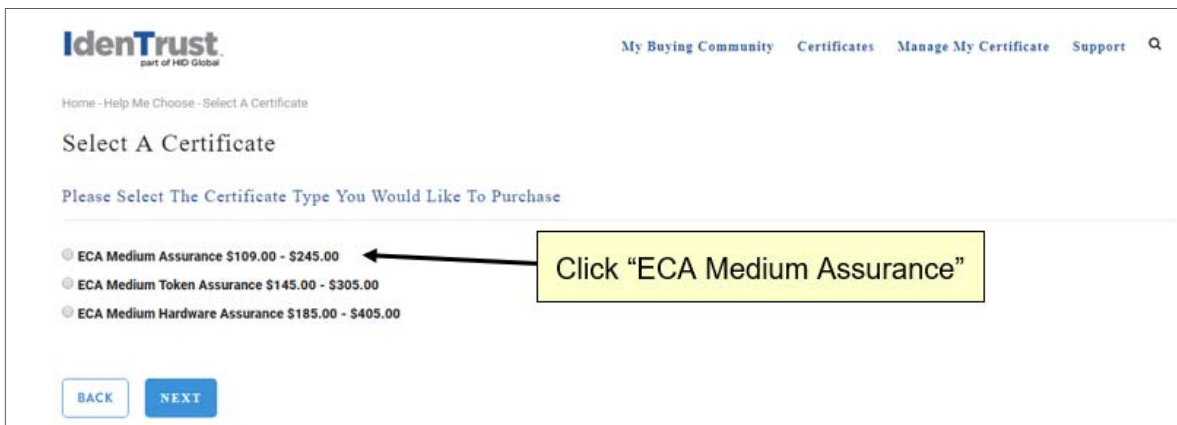 IdenTrust
part of HID Global
My Buying Community Certificates Manage My Certificate Support
Home - Help Me Choose - Select A Certificate
Select A Certificate
Please Select The Certificate Type You Would Like To Purchase
ECA Medium Assurance $109.00 - $245.00
Click “ECA Medium Assurance”
ECA Medium Token Assurance $145.00 - $305.00
ECA Medium Hardware Assurance $185.00 - $405.00
BACK NEXT